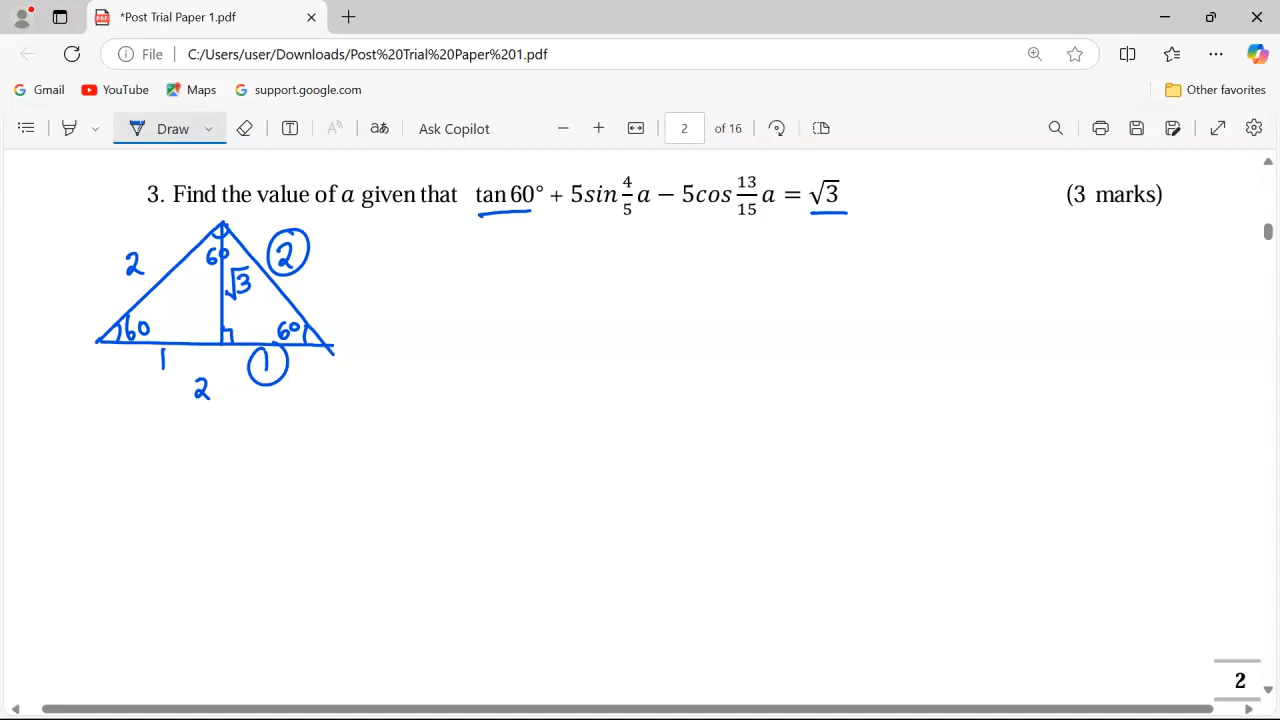 *Post Trial Paper 1.pdf
File
C:/Users/user/Downloads/Post%20Trial%20Paper%201.pdf
Gmail YouTube Maps support.google.com Other favorites
Draw Ask Copilot 2 of 16
3. Find the value of a given that tan 60° + 5sin 4/5 a − 5cos 13/15 a = √3 (3 marks)
2 60 2
√3
60 60
1 1
2
2